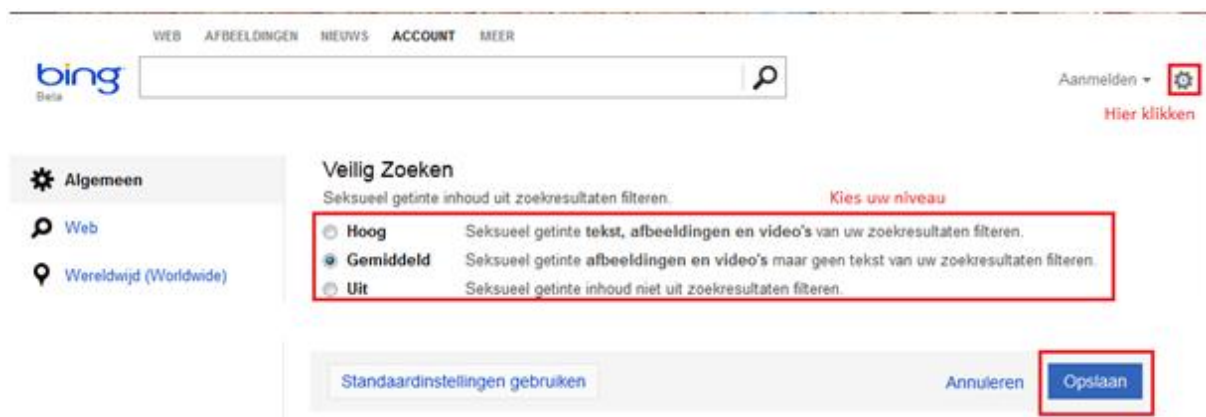 WEB AFBEELDINGEN NIEUWS ACCOUNT MEER
bing
Beta
Aanmelden
Hier klikken
Algemeen
Web
Wereldwijd (Worldwide)
Veilig Zoeken
Seksueel getinte inhoud uit zoekresultaten filteren.
Kies uw niveau
Hoog Seksueel getinte tekst, afbeeldingen en video's van uw zoekresultaten filteren.
Gemiddeld Seksueel getinte afbeeldingen en video's maar geen tekst van uw zoekresultaten filteren.
Uit Seksueel getinte inhoud niet uit zoekresultaten filteren.
Standaardinstellingen gebruiken Annuleren Opslaan